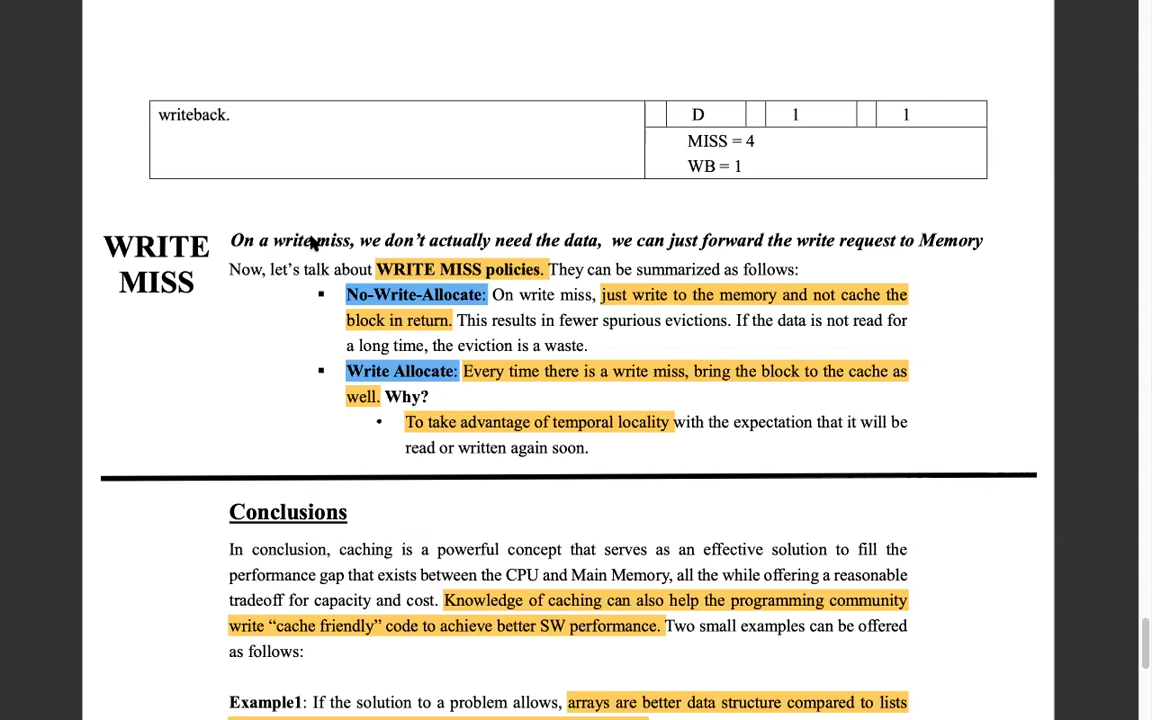 writeback.
D 1 1
MISS = 4
WB = 1
WRITE
MISS
On a write miss, we don't actually need the data, we can just forward the write request to Memory
Now, let's talk about WRITE MISS policies. They can be summarized as follows:
▪ No-Write-Allocate: On write miss, just write to the memory and not cache the
block in return. This results in fewer spurious evictions. If the data is not read for
a long time, the eviction is a waste.
▪ Write Allocate: Every time there is a write miss, bring the block to the cache as
well. Why?
• To take advantage of temporal locality with the expectation that it will be
read or written again soon.
Conclusions
In conclusion, caching is a powerful concept that serves as an effective solution to fill the
performance gap that exists between the CPU and Main Memory, all the while offering a reasonable
tradeoff for capacity and cost. Knowledge of caching can also help the programming community
write “cache friendly” code to achieve better SW performance. Two small examples can be offered
as follows:
Example1: If the solution to a problem allows, arrays are better data structure compared to lists